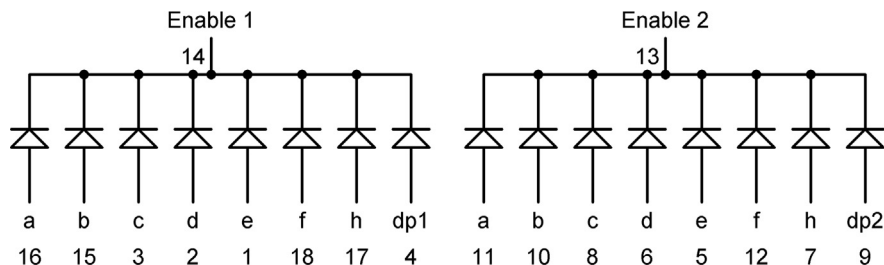 Enable 1 Enable 2
14 13
a b c d e f h dp1 a b c d e f h dp2
16 15 3 2 1 18 17 4 11 10 8 6 5 12 7 9